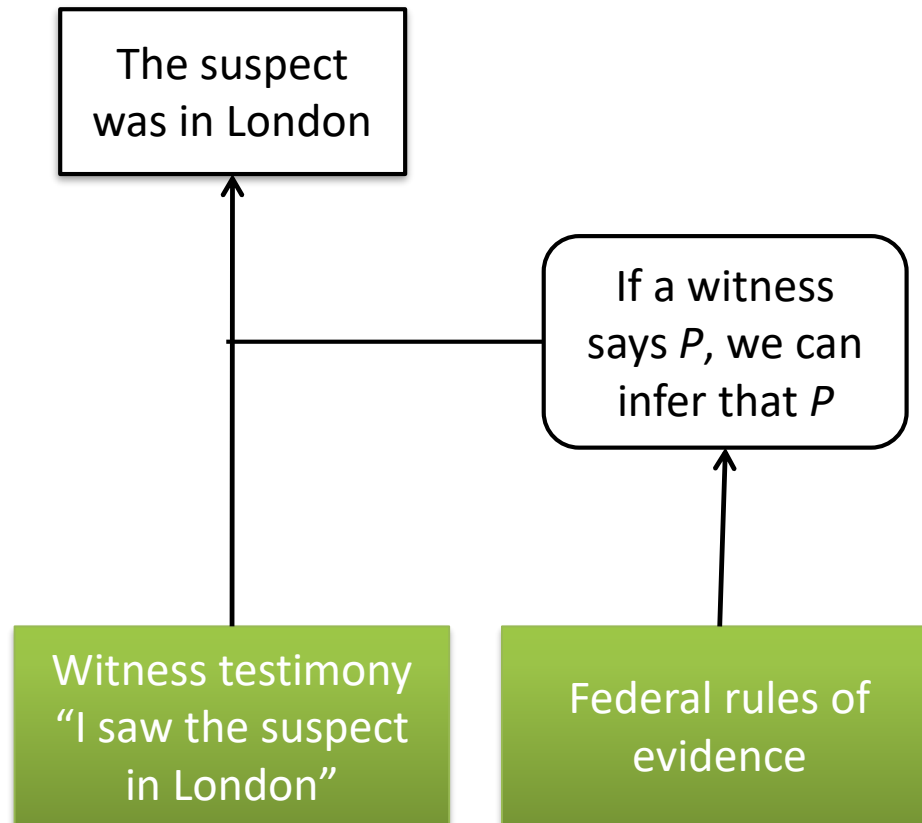 The suspect
was in London
If a witness
says P, we can
infer that P
Witness testimony
“I saw the suspect
in London”
Federal rules of
evidence